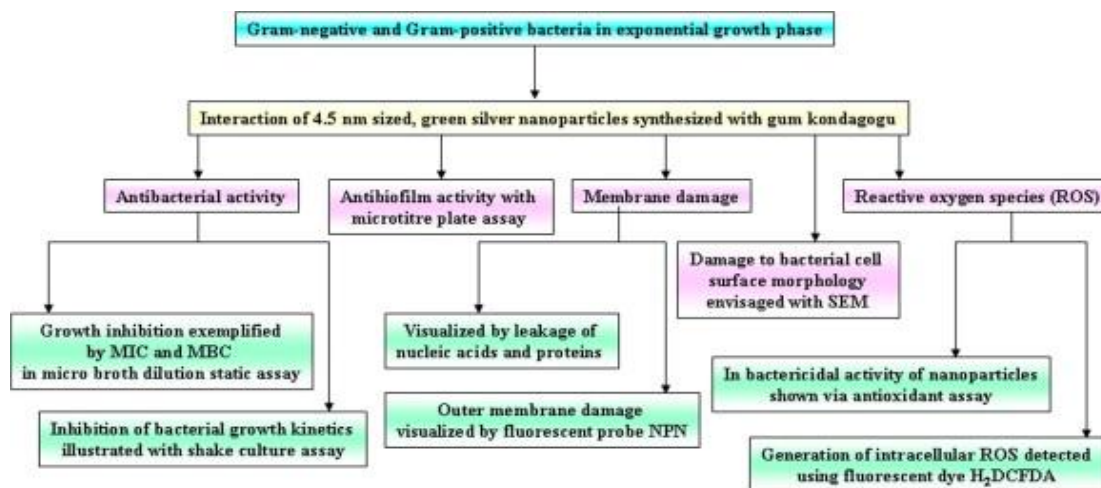 Gram-negative and Gram-positive bacteria in exponential growth phase
Interaction of 4.5 nm sized, green silver nanoparticles synthesized with gum kondagogu
Antibacterial activity
Antibiofilm activity with
microtitre plate assay
Membrane damage
Reactive oxygen species (ROS)
Damage to bacterial cell
surface morphology
envisaged with SEM
Growth inhibition exemplified
by MIC and MBC
in micro broth dilution static assay
Visualized by leakage of
nucleic acids and proteins
In bactericidal activity of nanoparticles
shown via antioxidant assay
Inhibition of bacterial growth kinetics
illustrated with shake culture assay
Outer membrane damage
visualized by fluorescent probe NPN
Generation of intracellular ROS detected
using fluorescent dye H₂DCFDA